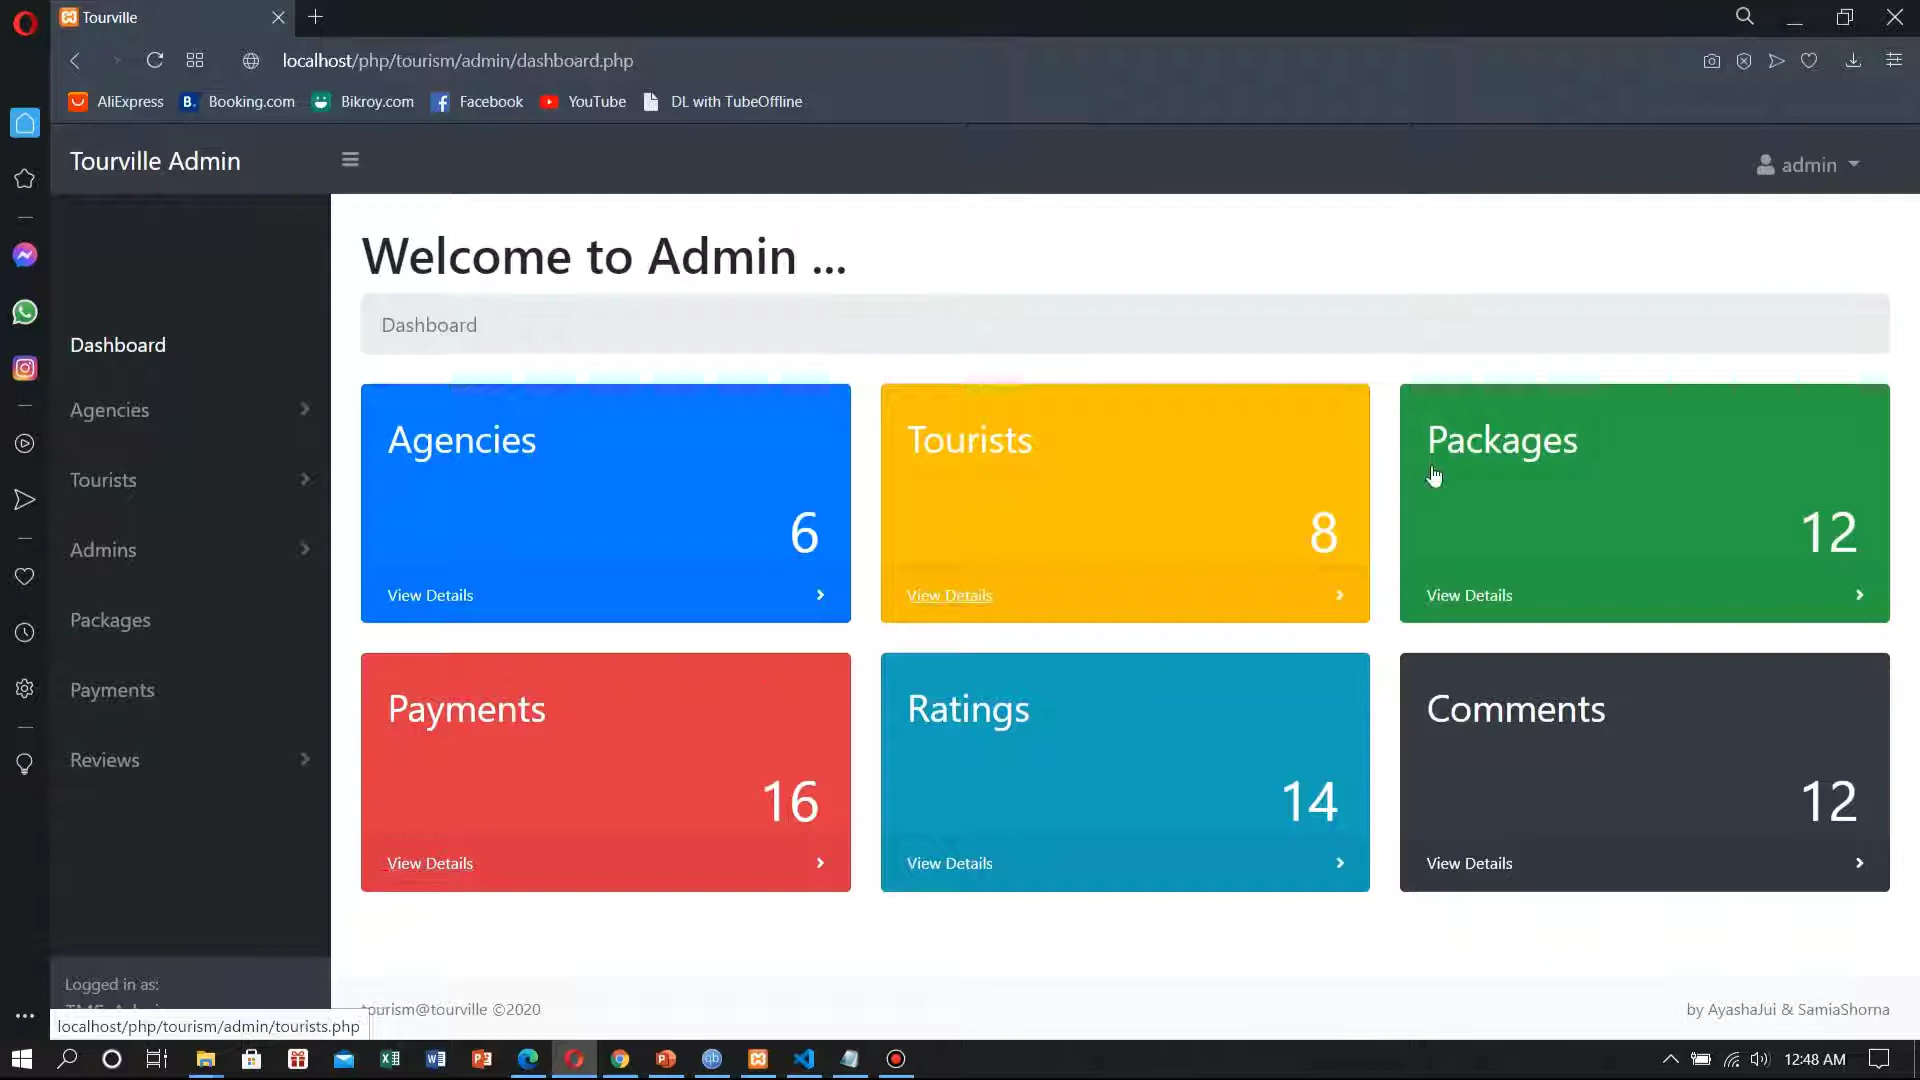 Tourville
localhost/php/tourism/admin/dashboard.php
AliExpress B. Booking.com Bikroy.com Facebook YouTube DL with TubeOffline
Tourville Admin
admin
Dashboard
Agencies
Tourists
Admins
Packages
Payments
Reviews
Logged in as:
Welcome to Admin ...
Dashboard
Agencies
6
View Details
Tourists
8
View Details
Packages
12
View Details
Payments
16
View Details
Ratings
14
View Details
Comments
12
View Details
tourism@tourville ©2020
by AyashaJui & SamiaShorna
localhost/php/tourism/admin/tourists.php
12:48 AM